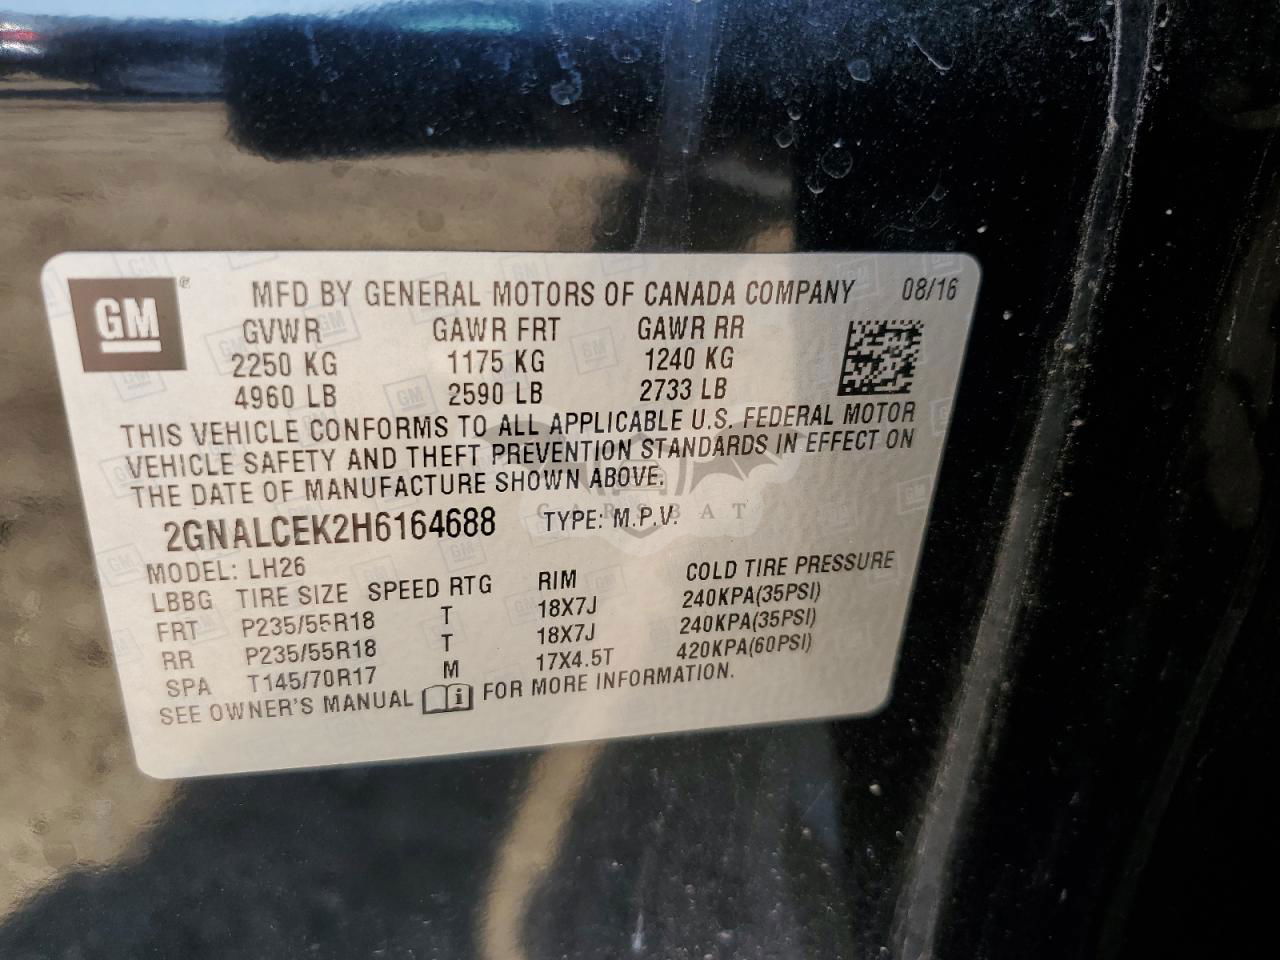 GM ® MFD BY GENERAL MOTORS OF CANADA COMPANY 08/16
GVWR GAWR FRT GAWR RR
2250 KG 1175 KG 1240 KG
4960 LB 2590 LB 2733 LB
THIS VEHICLE CONFORMS TO ALL APPLICABLE U.S. FEDERAL MOTOR
VEHICLE SAFETY AND THEFT PREVENTION STANDARDS IN EFFECT ON
THE DATE OF MANUFACTURE SHOWN ABOVE.
CARSBAT
2GNALCEK2H6164688 TYPE: M.P.V.
MODEL: LH26
LBBG TIRE SIZE SPEED RTG RIM COLD TIRE PRESSURE
FRT P235/55R18 T 18X7J 240KPA(35PSI)
RR P235/55R18 T 18X7J 240KPA(35PSI)
SPA T145/70R17 M 17X4.5T 420KPA(60PSI)
SEE OWNER'S MANUAL i FOR MORE INFORMATION.